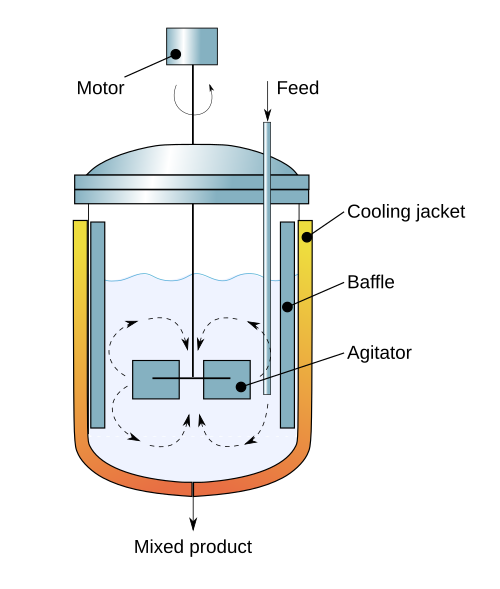 Motor
Feed
Cooling jacket
Baffle
Agitator
Mixed product